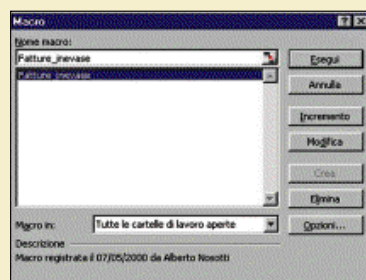 Macro
Nome macro:
Fatture_inevase
Fatture_inevase
Esegui
Annulla
Incremento
Modifica
Crea
Elimina
Opzioni...
Macro in:
Tutte le cartelle di lavoro aperte
Descrizione
Macro registrata il 07/05/2000 da Alberto Nosotti